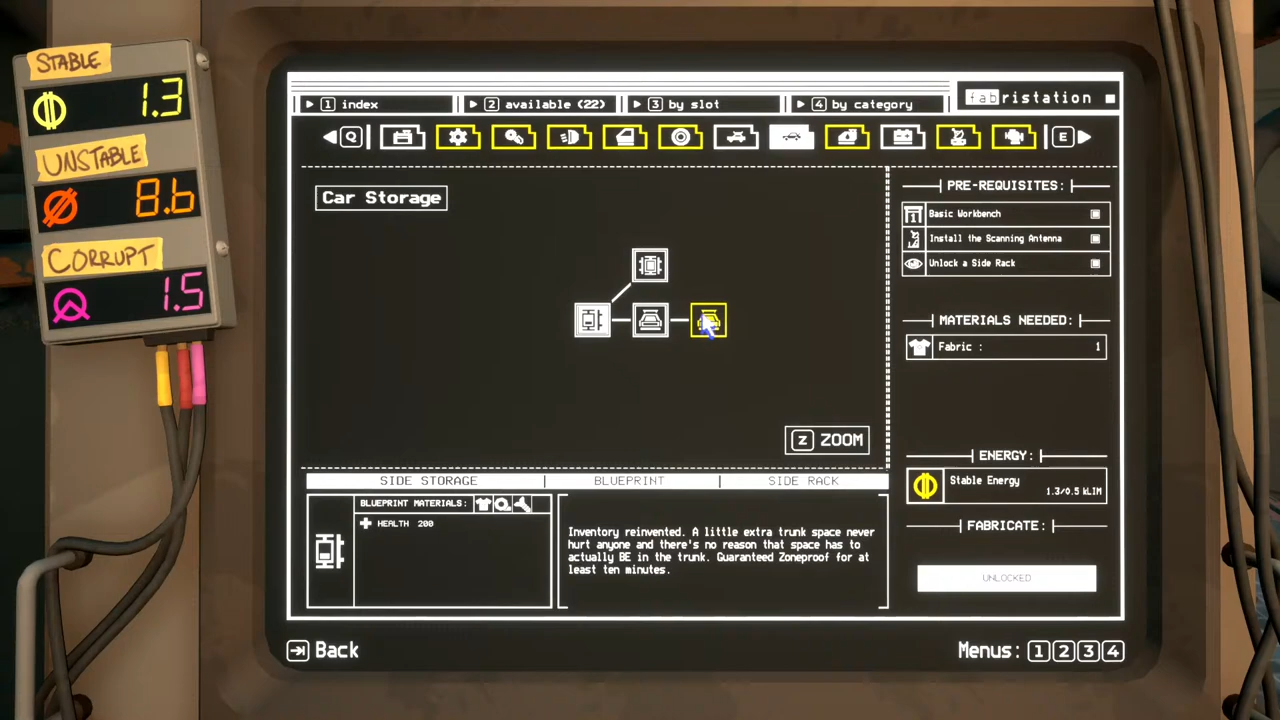 STABLE
1.3
UNSTABLE
8.6
CORRUPT
1.5
1 index
2 available (22)
3 by slot
4 by category
fabristation
Q
E
Car Storage
Z ZOOM
PRE-REQUISITES:
Basic Workbench
Install the Scanning Antenna
Unlock a Side Rack
MATERIALS NEEDED:
Fabric : 1
ENERGY:
Stable Energy
1.3/0.5 kLIM
FABRICATE:
UNLOCKED
SIDE STORAGE BLUEPRINT SIDE RACK
BLUEPRINT MATERIALS:
HEALTH 200
Inventory reinvented. A little extra trunk space never
hurt anyone and there's no reason that space has to
actually BE in the trunk. Guaranteed Zoneproof for at
least ten minutes.
Back
Menus: 1 2 3 4